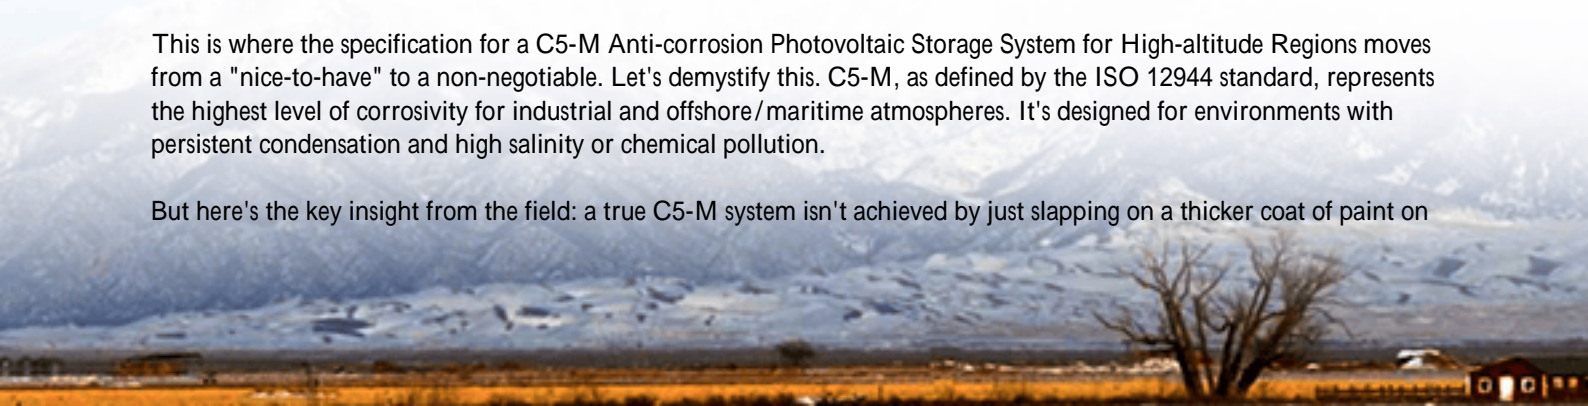 This is where the specification for a C5-M Anti-corrosion Photovoltaic Storage System for High-altitude Regions moves
from a "nice-to-have" to a non-negotiable. Let's demystify this. C5-M, as defined by the ISO 12944 standard, represents
the highest level of corrosivity for industrial and offshore/maritime atmospheres. It's designed for environments with
persistent condensation and high salinity or chemical pollution.
But here's the key insight from the field: a true C5-M system isn't achieved by just slapping on a thicker coat of paint on